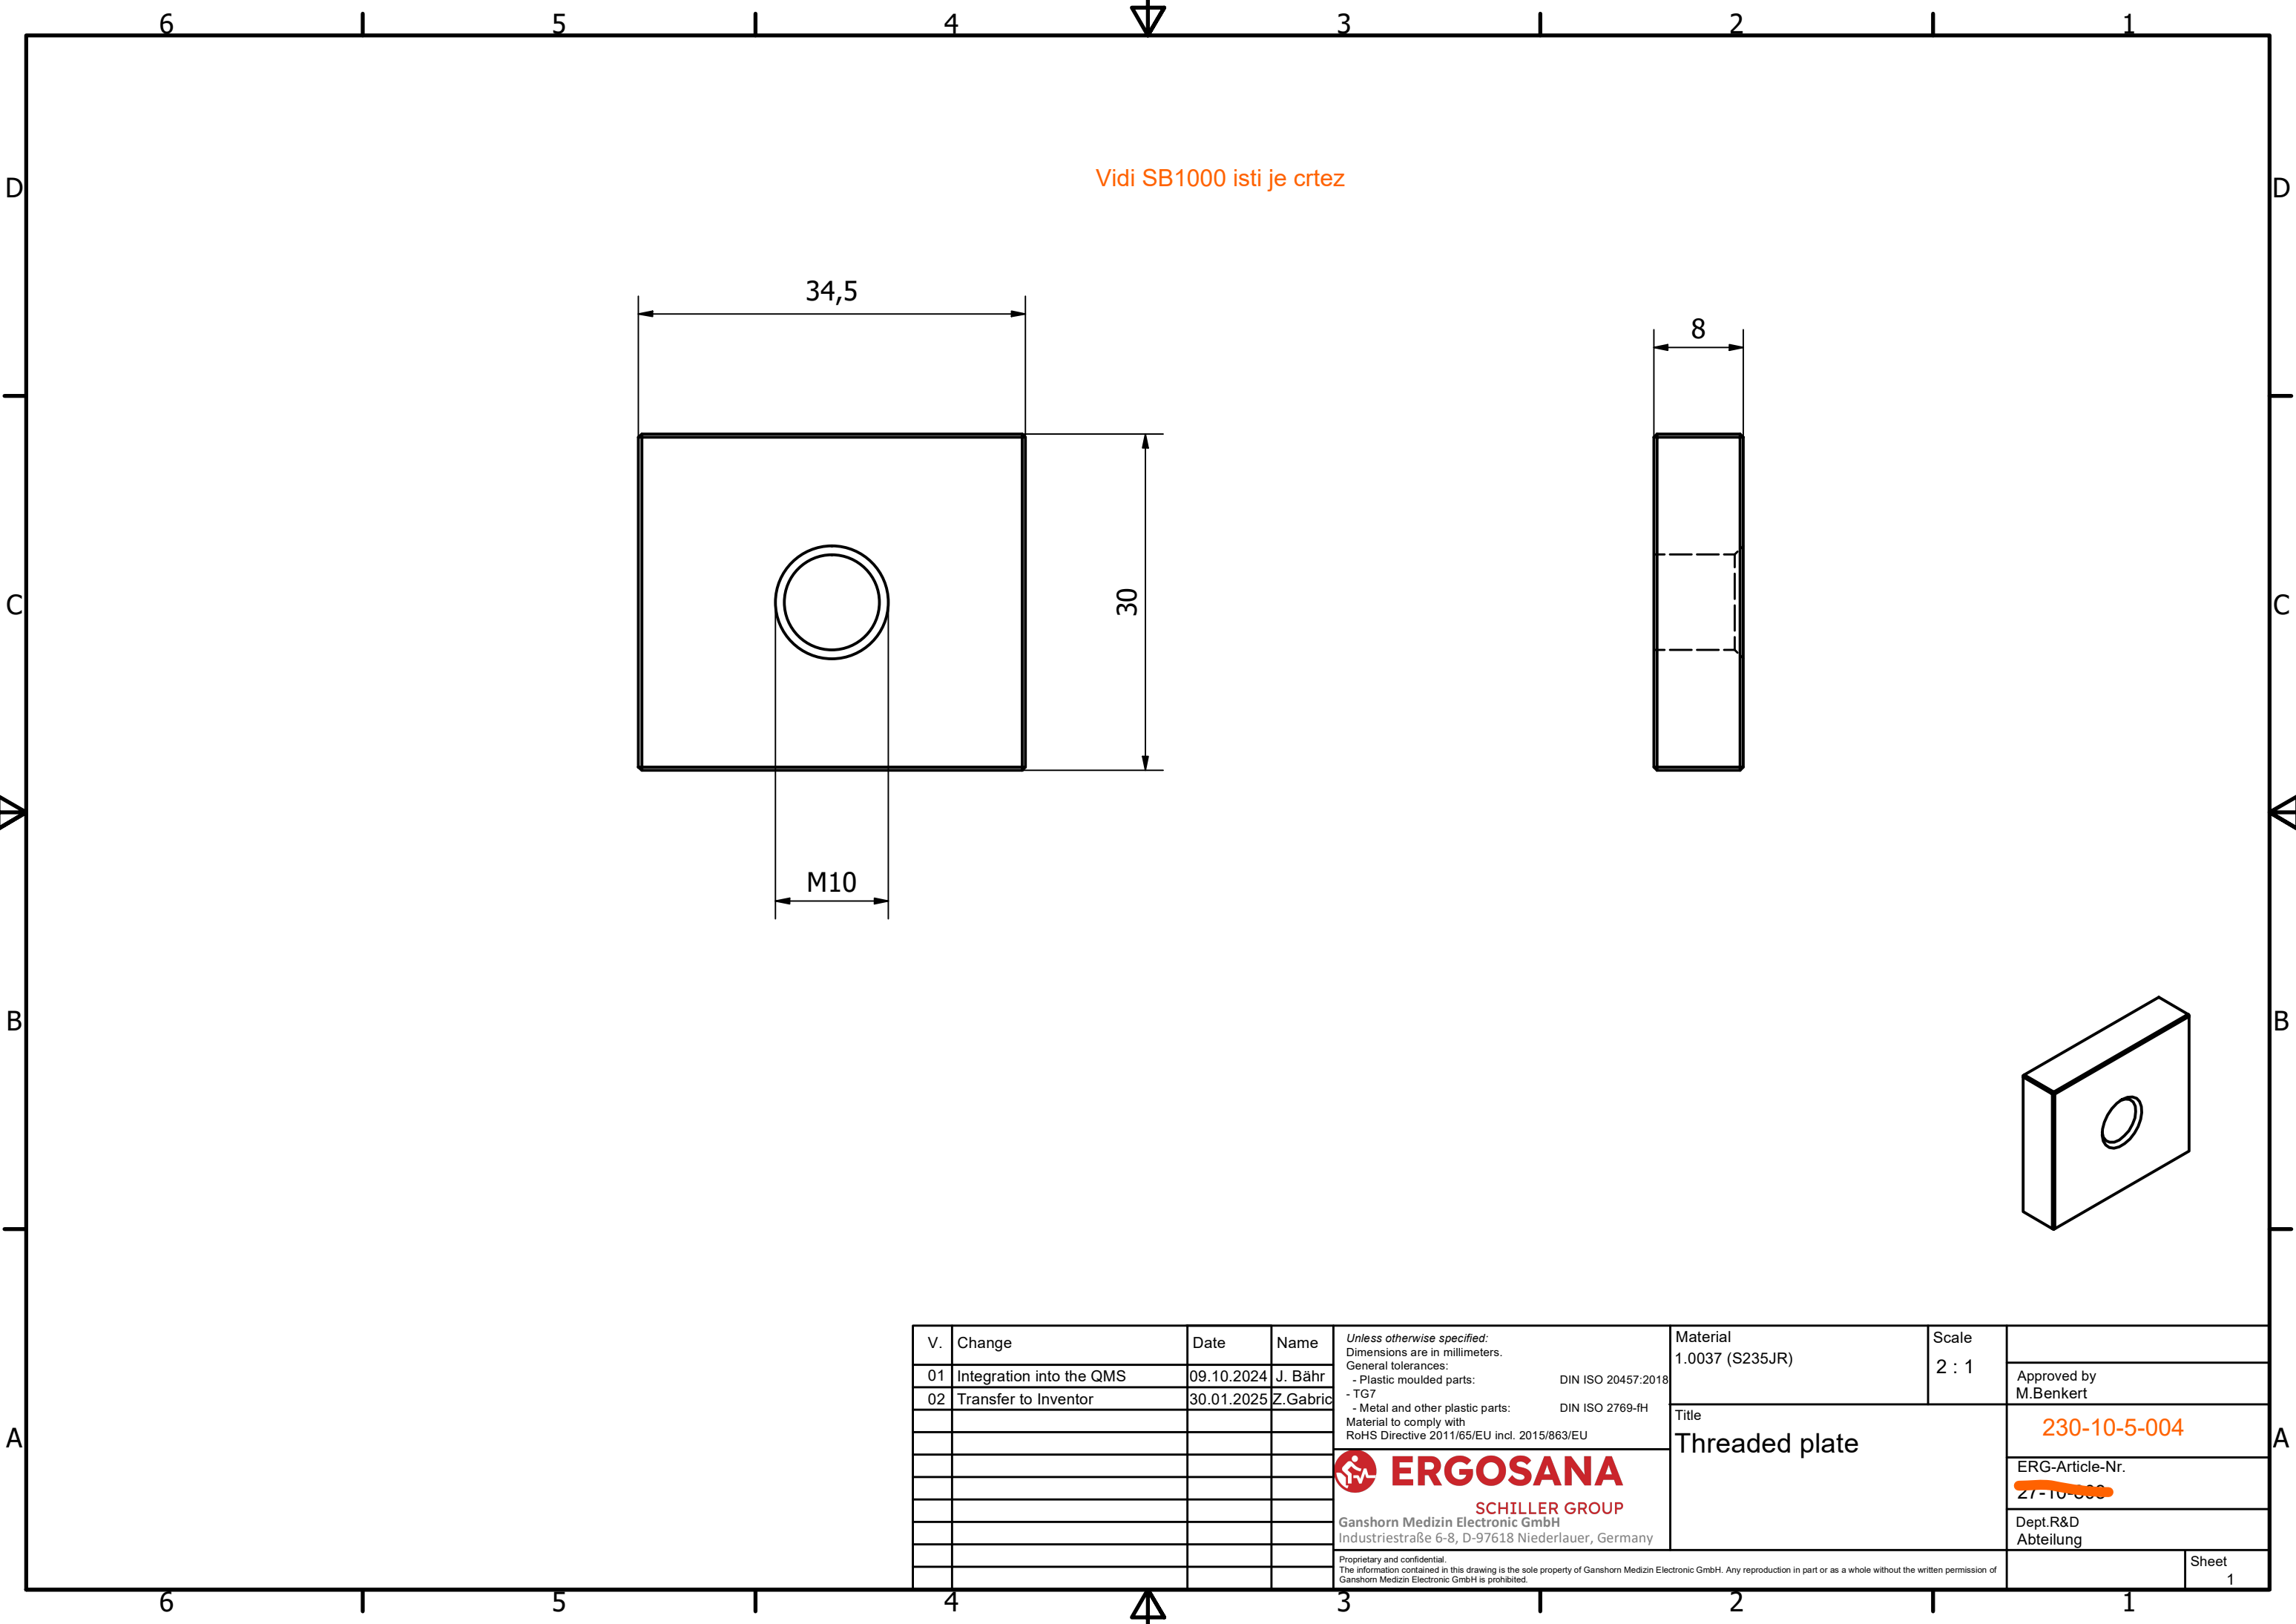 6 5 4 3 2 1
D D
Vidi SB1000 isti je crtez
34,5
8
C C
30
M10
B B
V. Change Date Name
01 Integration into the QMS 09.10.2024 J. Bähr
02 Transfer to Inventor 30.01.2025 Z.Gabric
Unless otherwise specified:
Dimensions are in millimeters.
General tolerances:
- Plastic moulded parts: DIN ISO 20457:2018
- TG7
- Metal and other plastic parts: DIN ISO 2769-fH
Material to comply with
RoHS Directive 2011/65/EU incl. 2015/863/EU
Material
1.0037 (S235JR)
Scale
2 : 1
Approved by
M.Benkert
Title
Threaded plate
230-10-5-004
ERG-Article-Nr.
Dept.R&D
Abteilung
A A
ERGOSANA
SCHILLER GROUP
Ganshorn Medizin Electronic GmbH
Industriestraße 6-8, D-97618 Niederlauer, Germany
Proprietary and confidential.
The information contained in this drawing is the sole property of Ganshorn Medizin Electronic GmbH. Any reproduction in part or as a whole without the written permission of
Ganshorn Medizin Electronic GmbH is prohibited.
Sheet
1
6 5 4 3 2 1